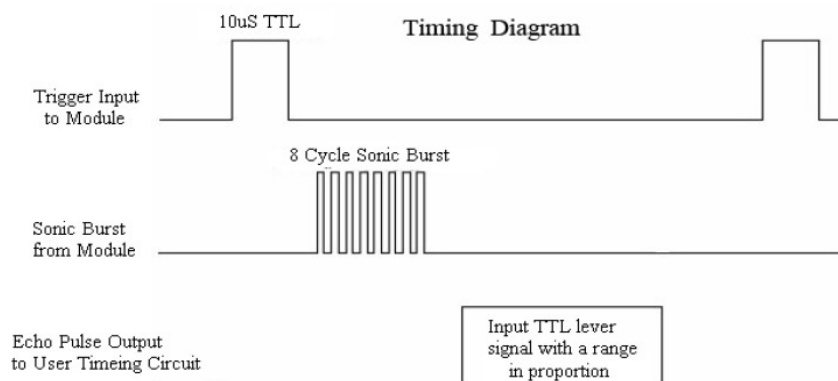 10uS TTL
Timing Diagram
Trigger Input
to Module
8 Cycle Sonic Burst
Sonic Burst
from Module
Echo Pulse Output
to User Timeing Circuit
Input TTL lever
signal with a range
in proportion